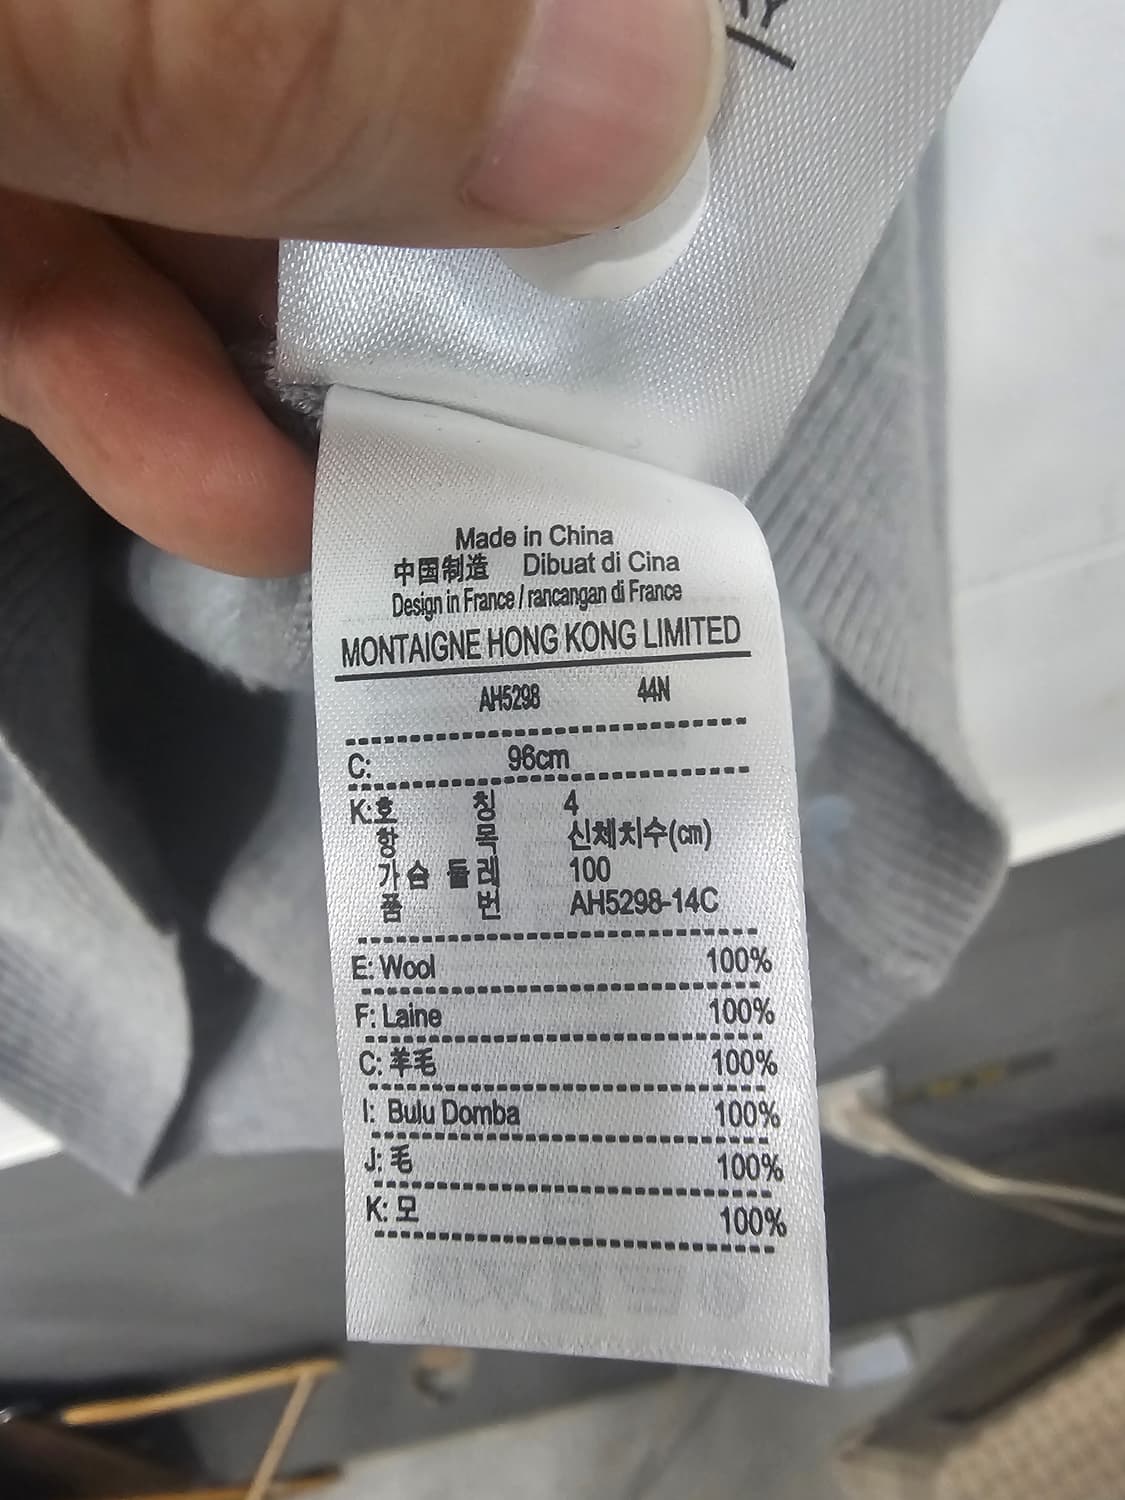 Made in China
中国制造 Dibuat di Cina
Design in France / rancangan di France
MONTAIGNE HONG KONG LIMITED
AH5298 44N
C: 96cm
K:호 칭 4
항 목 신체치수(cm)
가슴 둘레 100
품 번 AH5298-14C
E: Wool 100%
F: Laine 100%
C: 羊毛 100%
I: Bulu Domba 100%
J: 毛 100%
K: 모 100%